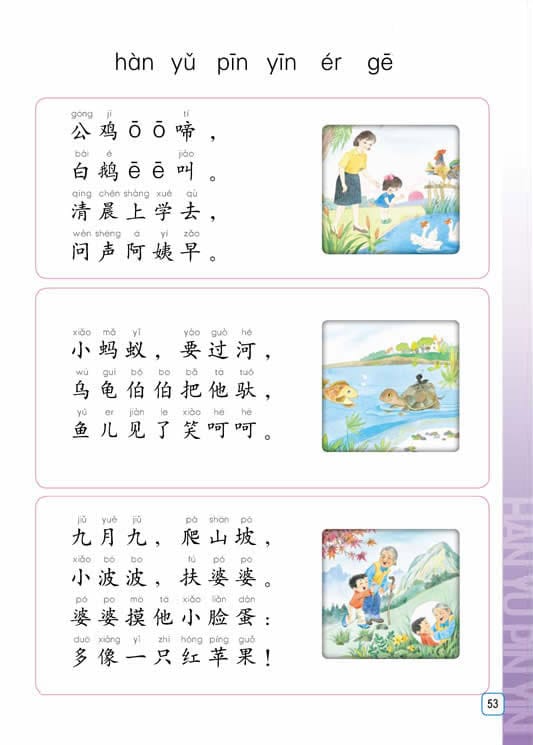 hàn yǔ pīn yīn ér gē
gōng jī tí
公鸡ō ō啼，
bái é jiào
白鹅ē ē叫。
qīng chén shàng xué qù
清晨上学去，
wèn shēng ā yí zǎo
问声阿姨早。
xiǎo mǎ yǐ yào guò hé
小蚂蚁，要过河，
wū guī bó bo bǎ tā tuó
乌龟伯伯把他驮，
yú er jiàn le xiào hē hē
鱼儿见了笑呵呵。
jiǔ yuè jiǔ pá shān pō
九月九，爬山坡，
xiǎo bō bo fú pó po
小波波，扶婆婆。
pó po mō tā xiǎo liǎn dàn
婆婆摸他小脸蛋：
duō xiàng yì zhī hóng píng guǒ
多像一只红苹果！
53
HAN YU PIN YIN